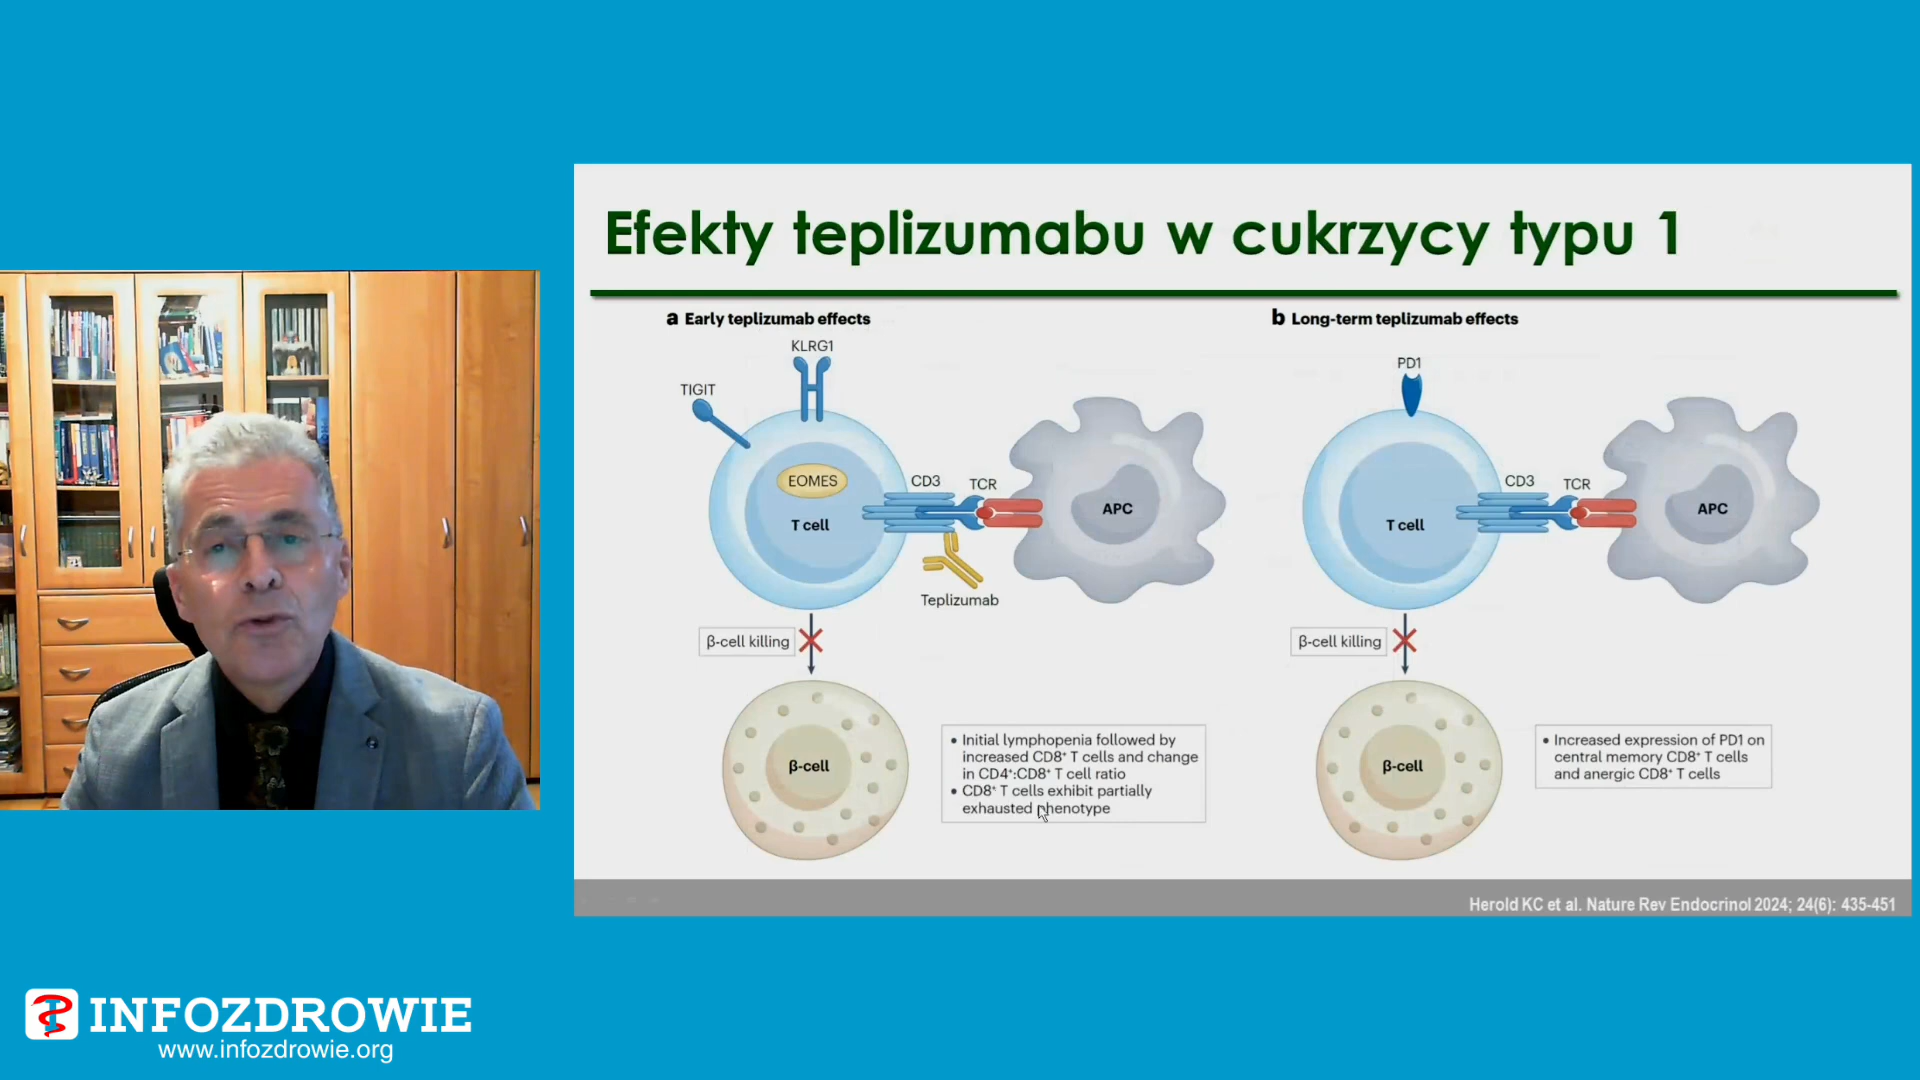 Efekty teplizumabu w cukrzycy typu 1
a Early teplizumab effects
KLRG1
TIGIT
EOMES
T cell
CD3
TCR
APC
Teplizumab
β-cell killing
β-cell
• Initial lymphopenia followed by
increased CD8⁺ T cells and change
in CD4⁺:CD8⁺ T cell ratio
• CD8⁺ T cells exhibit partially
exhausted phenotype
b Long-term teplizumab effects
PD1
T cell
CD3
TCR
APC
β-cell killing
β-cell
• Increased expression of PD1 on
central memory CD8⁺ T cells
and anergic CD8⁺ T cells
Herold KC et al. Nature Rev Endocrinol 2024; 24(6): 435-451
INFOZDROWIE
www.infozdrowie.org